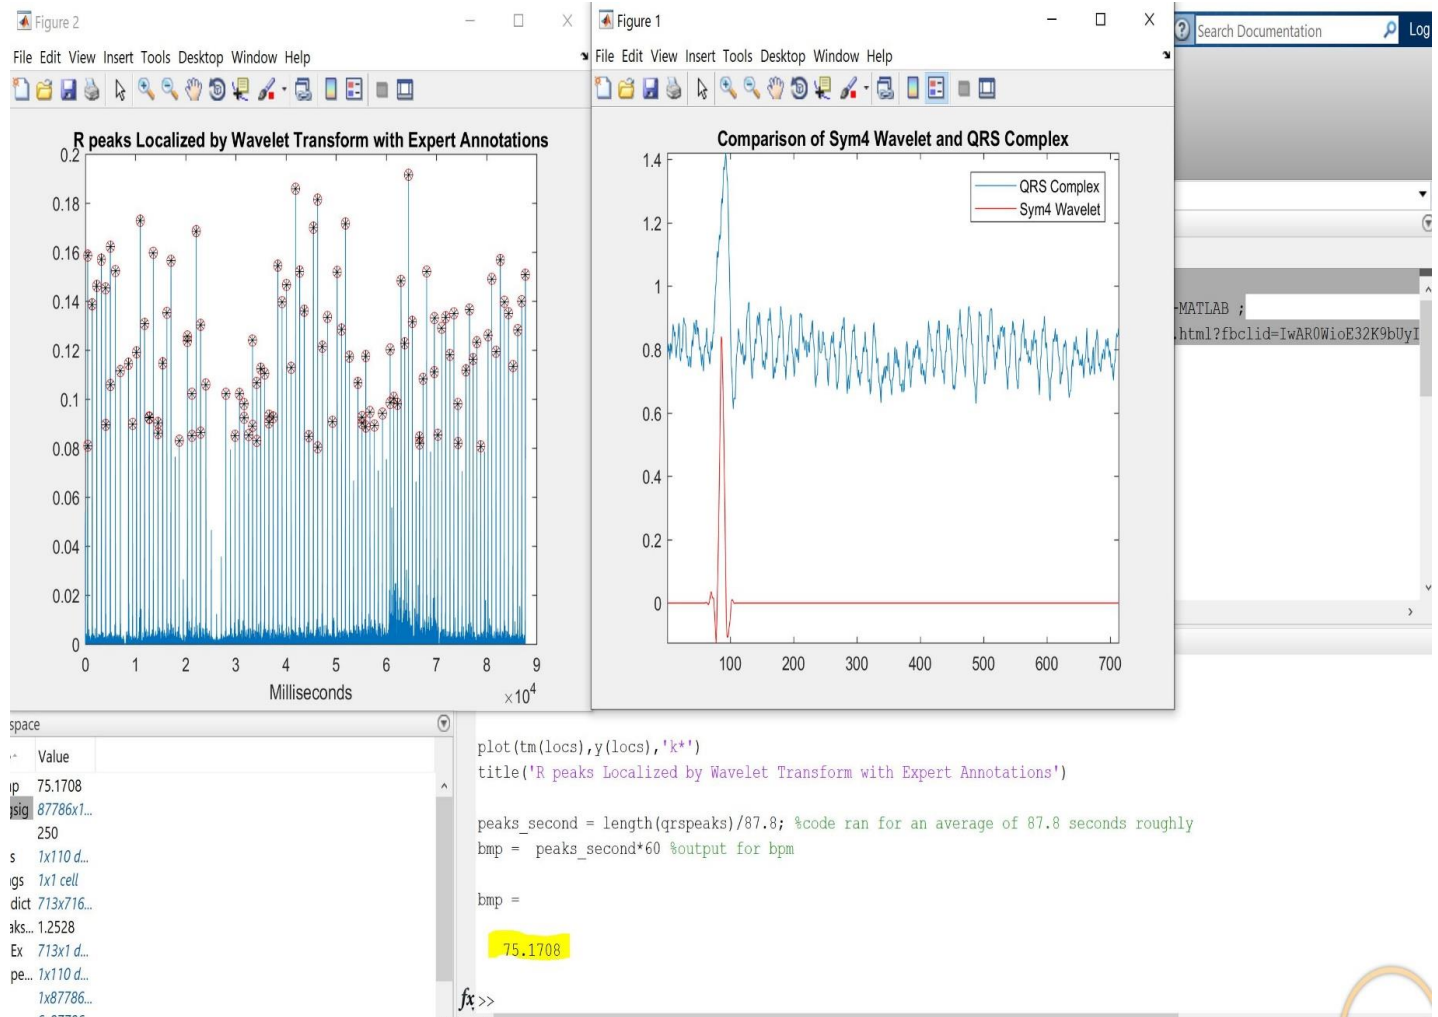 Figure 2
File Edit View Insert Tools Desktop Window Help
R peaks Localized by Wavelet Transform with Expert Annotations
0.2
0.18
0.16
0.14
0.12
0.1
0.08
0.06
0.04
0.02
0
0 1 2 3 4 5 6 7 8 9
Milliseconds
×10^4
Figure 1
File Edit View Insert Tools Desktop Window Help
Comparison of Sym4 Wavelet and QRS Complex
QRS Complex
Sym4 Wavelet
1.4
1.2
1
0.8
0.6
0.4
0.2
0
100 200 300 400 500 600 700
Search Documentation
Log
-MATLAB ;
.html?fbclid=IwAR0WioE32K9bUyI
space
Value
75.1708
gsig 87786x1...
250
s 1x110 d...
ngs 1x1 cell
dict 713x716...
aks... 1.2528
Ex 713x1 d...
pe... 1x110 d...
1x87786...
plot(tm(locs),y(locs),'k*')
title('R peaks Localized by Wavelet Transform with Expert Annotations')
peaks_second = length(qrspeaks)/87.8; %code ran for an average of 87.8 seconds roughly
bmp =  peaks_second*60 %output for bpm
bmp =
75.1708
fx >>